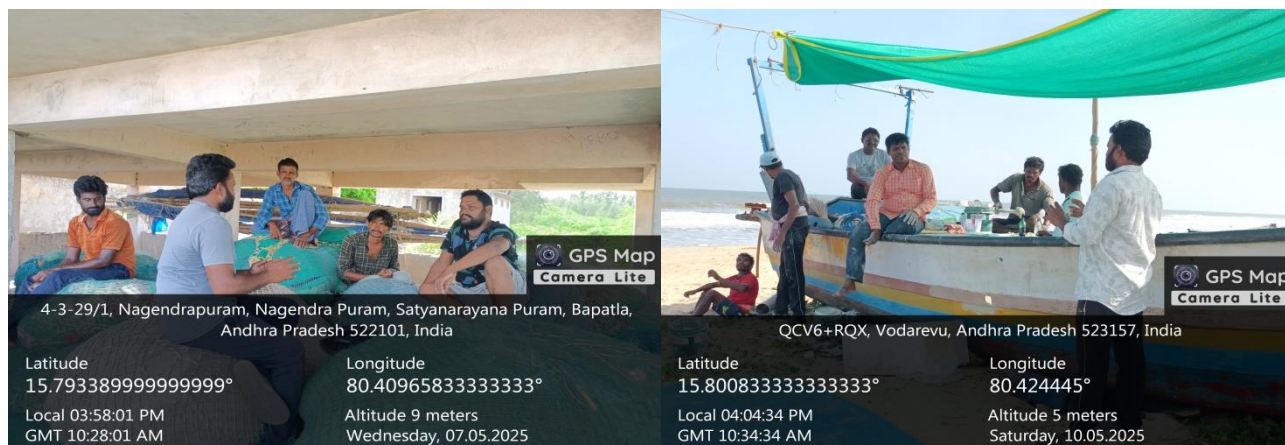 GPS Map
Camera Lite
4-3-29/1, Nagendrapuram, Nagendra Puram, Satyanarayana Puram, Bapatla,
Andhra Pradesh 522101, India
Latitude
15.793389999999999°
Longitude
80.40965833333333°
Local 03:58:01 PM
GMT 10:28:01 AM
Altitude 9 meters
Wednesday, 07.05.2025
GPS Map
Camera Lite
QCV6+RQX, Vodarevu, Andhra Pradesh 523157, India
Latitude
15.800833333333333°
Longitude
80.424445°
Local 04:04:34 PM
GMT 10:34:34 AM
Altitude 5 meters
Saturday, 10.05.2025